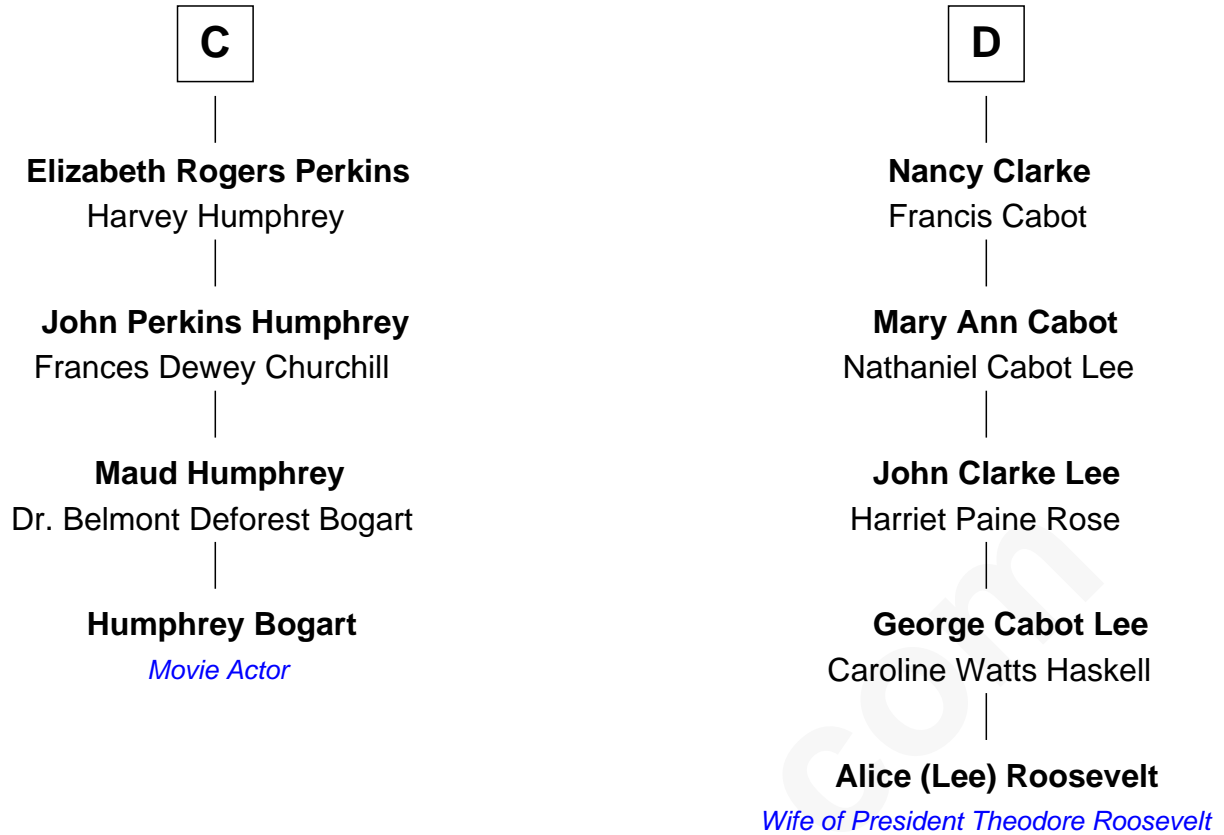 C
Elizabeth Rogers Perkins
Harvey Humphrey
John Perkins Humphrey
Frances Dewey Churchill
Maud Humphrey
Dr. Belmont Deforest Bogart
Humphrey Bogart
Movie Actor
D
Nancy Clarke
Francis Cabot
Mary Ann Cabot
Nathaniel Cabot Lee
John Clarke Lee
Harriet Paine Rose
George Cabot Lee
Caroline Watts Haskell
Alice (Lee) Roosevelt
Wife of President Theodore Roosevelt
com